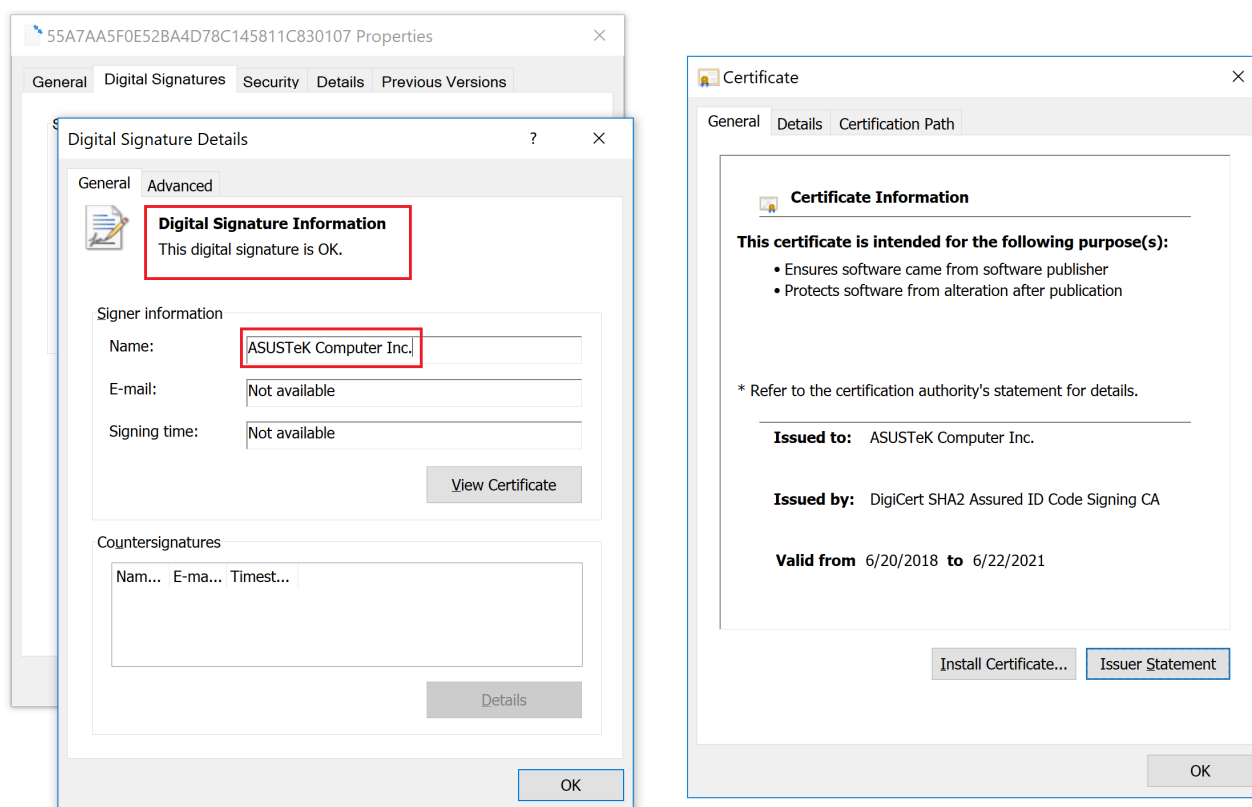 55A7AA5F0E52BA4D78C145811C830107 Properties
General Digital Signatures Security Details Previous Versions
S
Digital Signature Details ?
General Advanced
Digital Signature Information
This digital signature is OK.
Signer information
Name: ASUSTeK Computer Inc.
E-mail: Not available
Signing time: Not available
View Certificate
Countersignatures
Nam... E-ma... Timest...
Details
OK
Certificate
General Details Certification Path
Certificate Information
This certificate is intended for the following purpose(s):
• Ensures software came from software publisher
• Protects software from alteration after publication
* Refer to the certification authority's statement for details.
Issued to: ASUSTeK Computer Inc.
Issued by: DigiCert SHA2 Assured ID Code Signing CA
Valid from 6/20/2018 to 6/22/2021
Install Certificate... Issuer Statement
OK